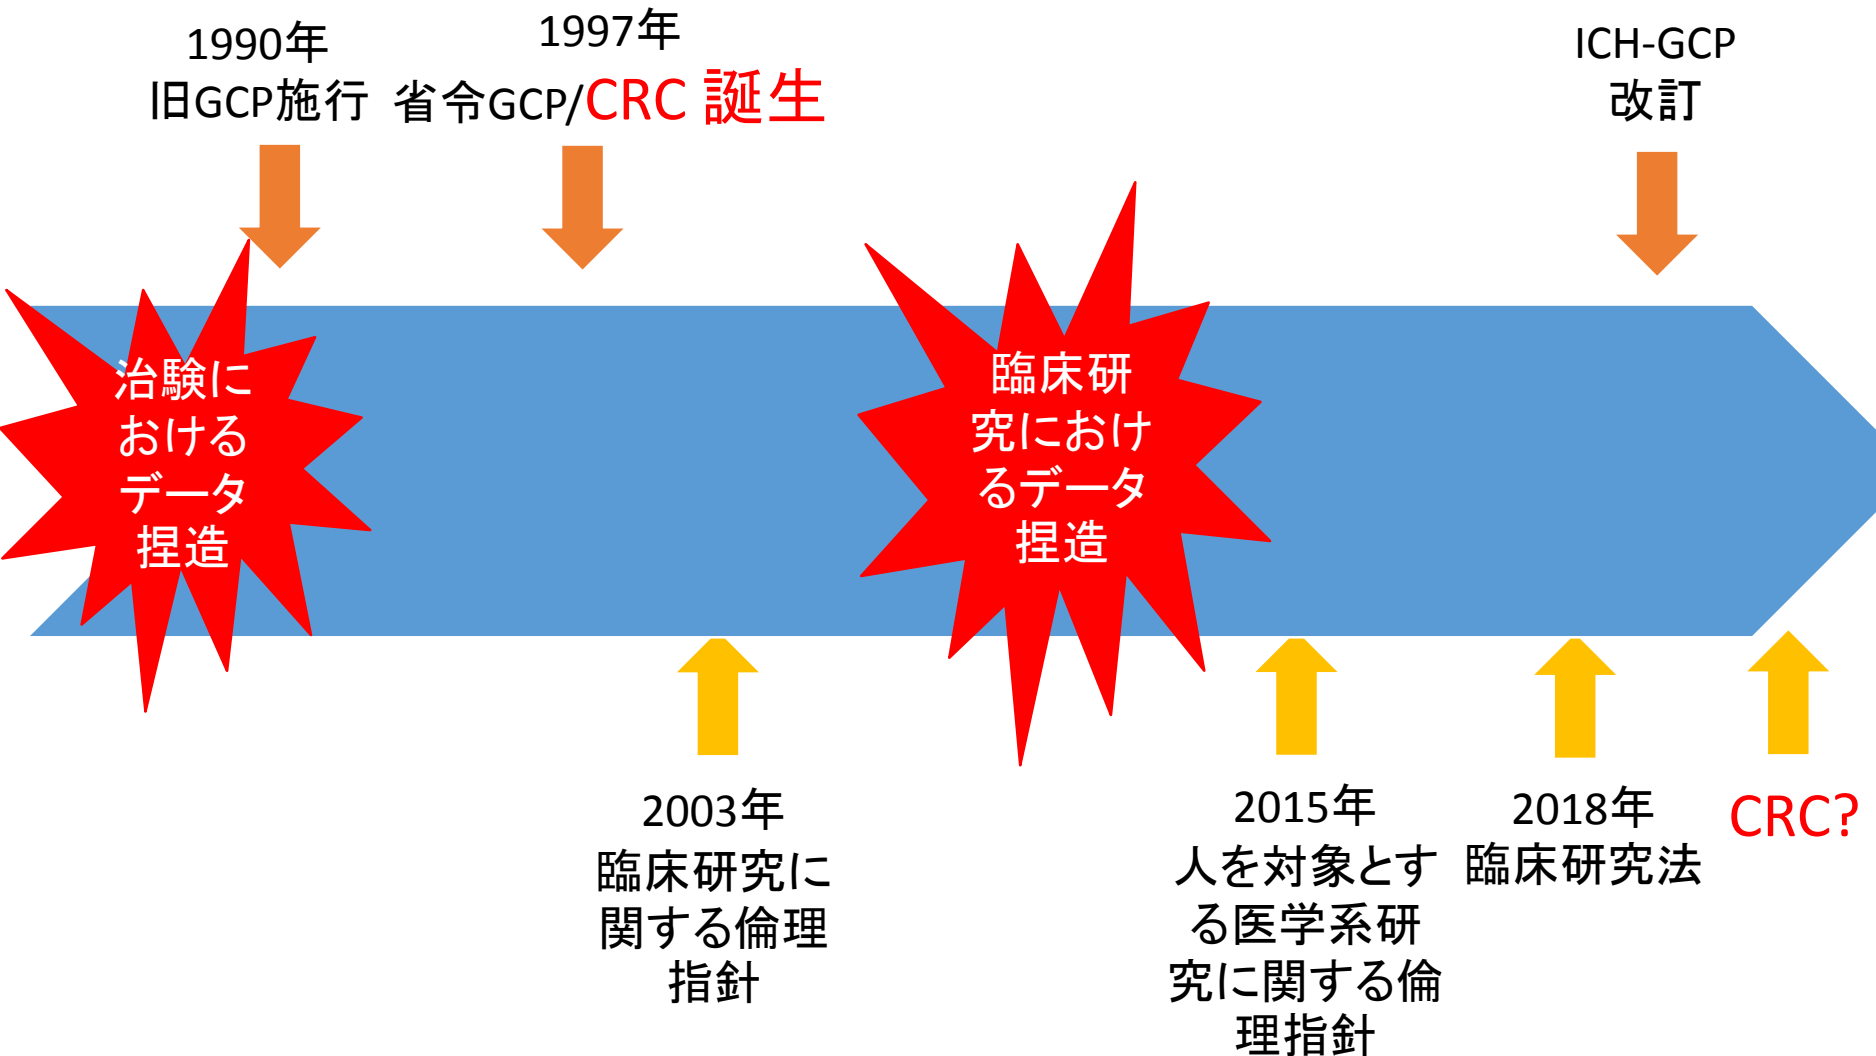 1990年
旧GCP施行
1997年
省令GCP/CRC 誕生
ICH-GCP
改訂
治験に
おける
データ
捏造
臨床研
究におけ
るデータ
捏造
2003年
臨床研究に
関する倫理
指針
2015年
人を対象とす
る医学系研
究に関する倫
理指針
2018年
臨床研究法
CRC?